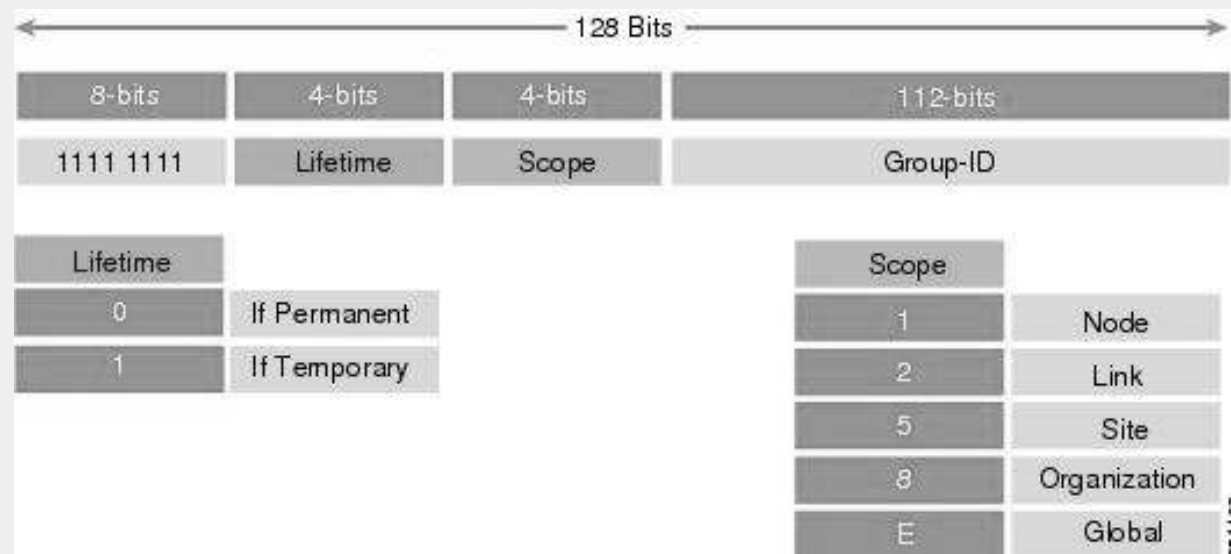 128 Bits
8-bits 4-bits 4-bits 112-bits
1111 1111 Lifetime Scope Group-ID
Lifetime
0 If Permanent
1 If Temporary
Scope
1 Node
2 Link
5 Site
8 Organization
E Global